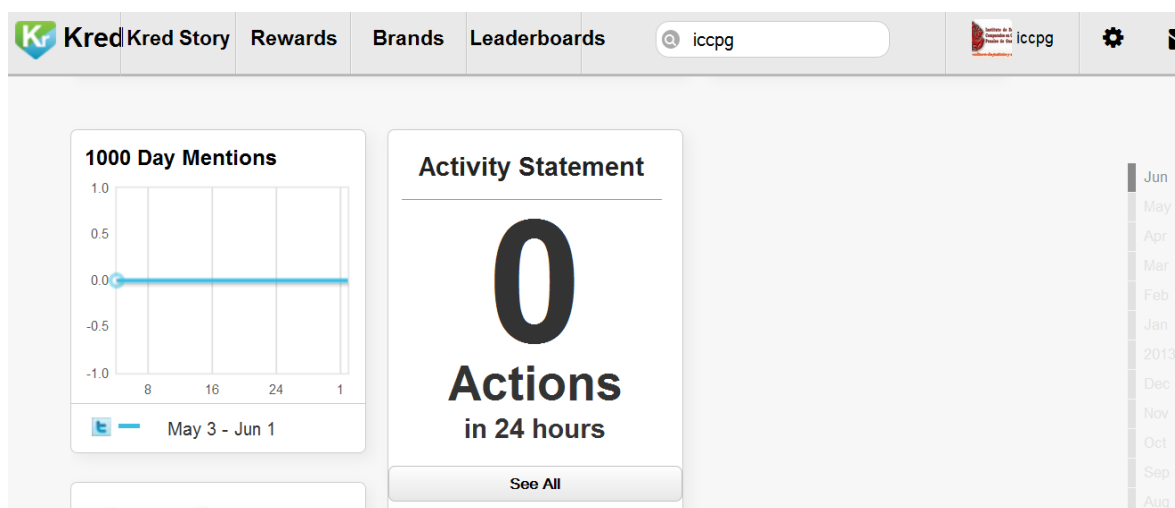 Kred Kred Story Rewards Brands Leaderboards iccpg iccpg
1000 Day Mentions
1.0
0.5
0.0
-0.5
-1.0
8 16 24 1
May 3 - Jun 1
Activity Statement
0
Actions
in 24 hours
See All
Jun
May
Apr
Mar
Feb
Jan
2013
Dec
Nov
Oct
Sep
Aug